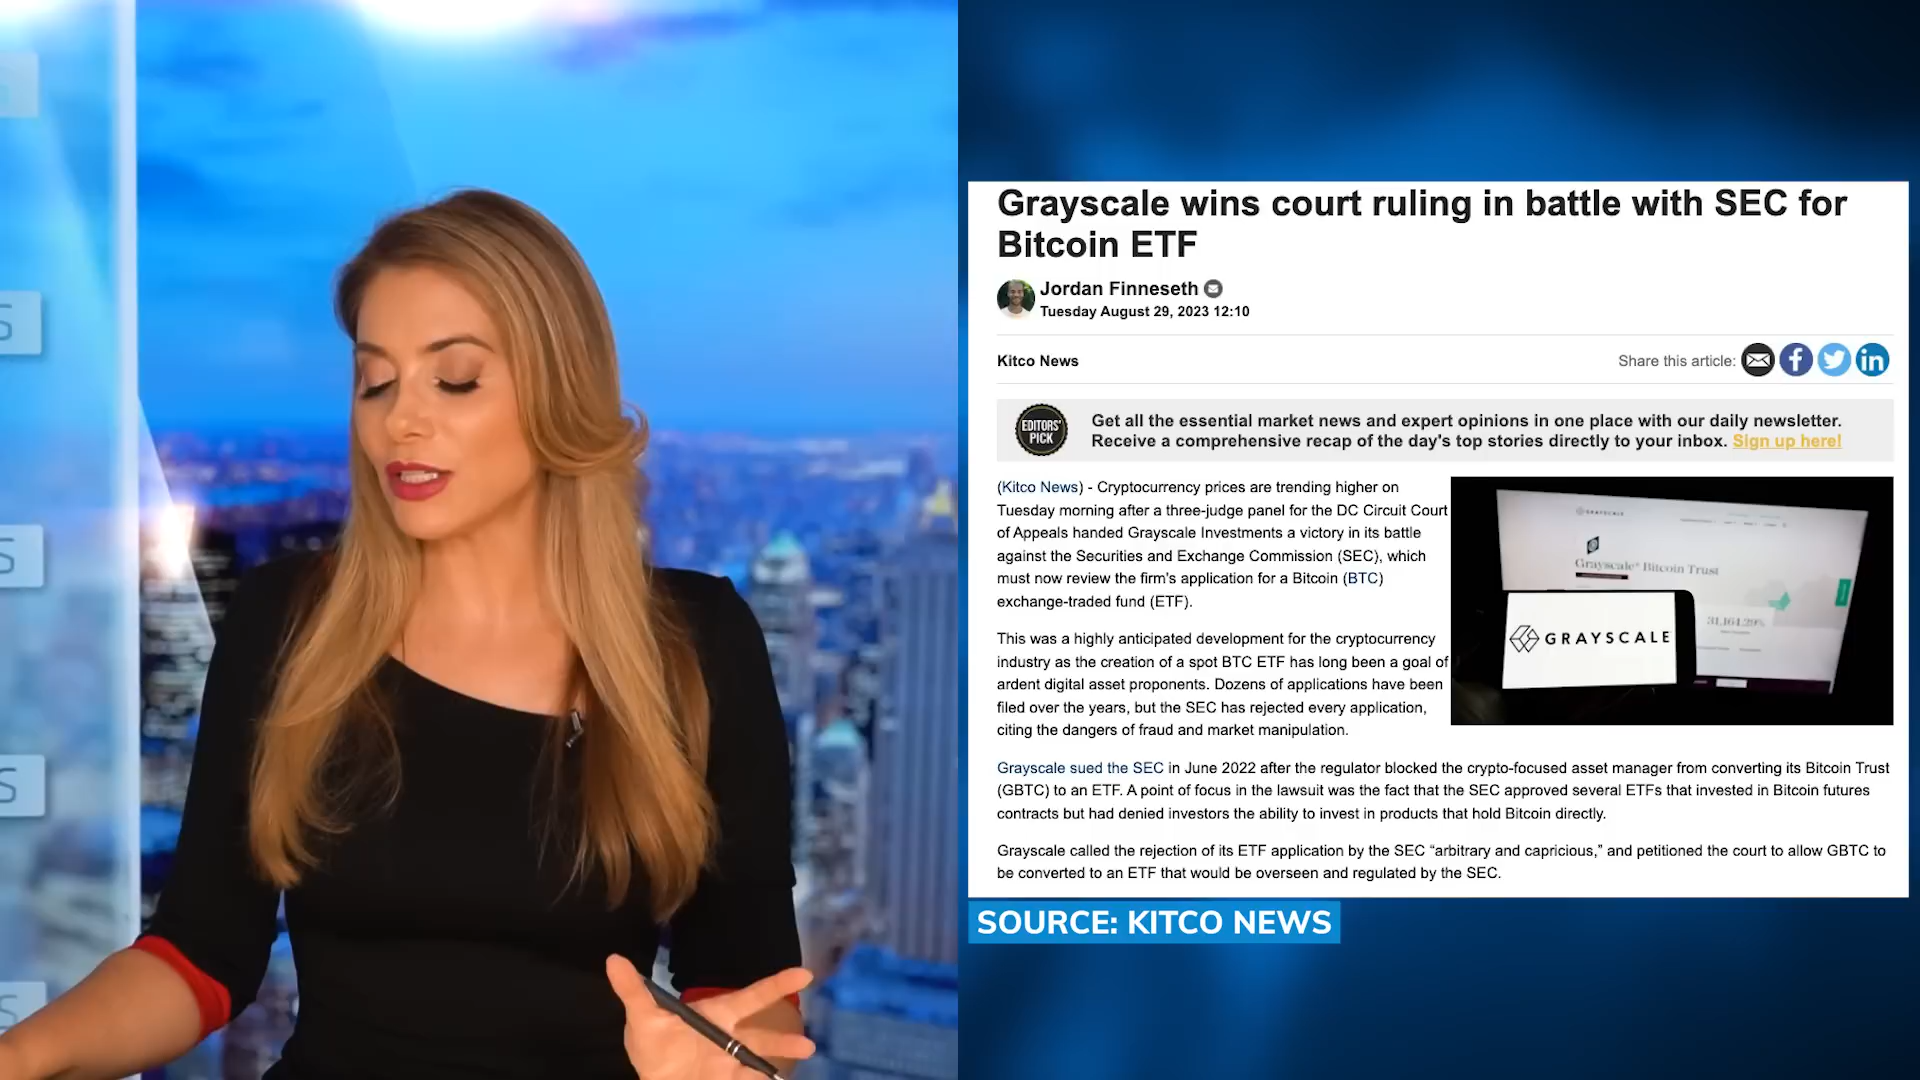 Grayscale wins court ruling in battle with SEC for
Bitcoin ETF
Jordan Finneseth
Tuesday August 29, 2023 12:10
Kitco News
Share this article:
EDITORS'
PICK
Get all the essential market news and expert opinions in one place with our daily newsletter.
Receive a comprehensive recap of the day's top stories directly to your inbox. Sign up here!
(Kitco News) - Cryptocurrency prices are trending higher on
Tuesday morning after a three-judge panel for the DC Circuit Court
of Appeals handed Grayscale Investments a victory in its battle
against the Securities and Exchange Commission (SEC), which
must now review the firm's application for a Bitcoin (BTC)
exchange-traded fund (ETF).
This was a highly anticipated development for the cryptocurrency
industry as the creation of a spot BTC ETF has long been a goal of
ardent digital asset proponents. Dozens of applications have been
filed over the years, but the SEC has rejected every application,
citing the dangers of fraud and market manipulation.
GRAYSCALE
Grayscale® Bitcoin Trust
31,161.29%
GRAYSCALE
Grayscale sued the SEC in June 2022 after the regulator blocked the crypto-focused asset manager from converting its Bitcoin Trust
(GBTC) to an ETF. A point of focus in the lawsuit was the fact that the SEC approved several ETFs that invested in Bitcoin futures
contracts but had denied investors the ability to invest in products that hold Bitcoin directly.
Grayscale called the rejection of its ETF application by the SEC “arbitrary and capricious,” and petitioned the court to allow GBTC to
be converted to an ETF that would be overseen and regulated by the SEC.
SOURCE: KITCO NEWS
S
S
S
S